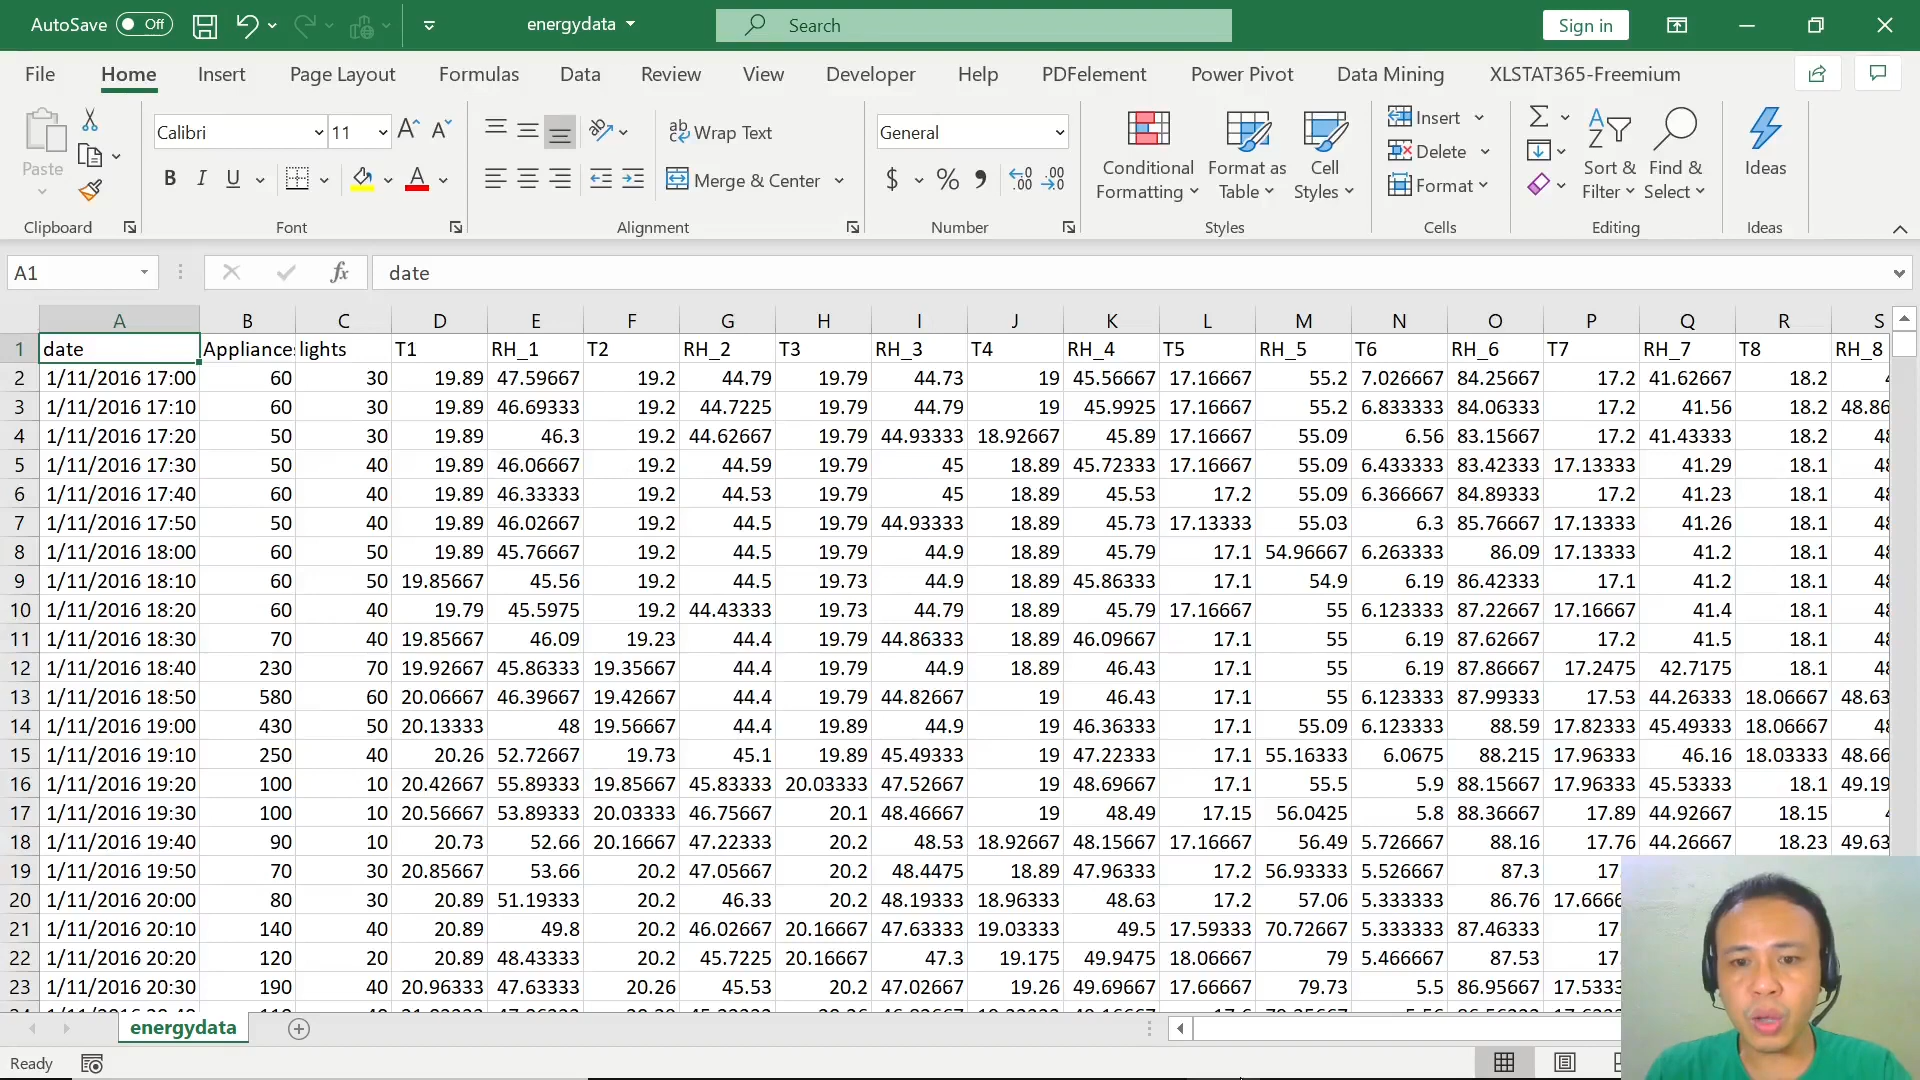 AutoSave Off energydata Search Sign in
File Home Insert Page Layout Formulas Data Review View Developer Help PDFelement Power Pivot Data Mining XLSTAT365-Freemium
Paste Calibri 11 Wrap Text General Conditional Formatting Format as Table Cell Styles Insert Sort & Filter Find & Select Ideas
B I U Merge & Center $ % Delete Format
Clipboard Font Alignment Number Styles Cells Editing Ideas
A1 fx date
A B C D E F G H I J K L M N O P Q R S
1 date Appliances lights T1 RH_1 T2 RH_2 T3 RH_3 T4 RH_4 T5 RH_5 T6 RH_6 T7 RH_7 T8 RH_8
2 1/11/2016 17:00 60 30 19.89 47.59667 19.2 44.79 19.79 44.73 19 45.56667 17.16667 55.2 7.026667 84.25667 17.2 41.62667 18.2
3 1/11/2016 17:10 60 30 19.89 46.69333 19.2 44.7225 19.79 44.79 19 45.9925 17.16667 55.2 6.833333 84.06333 17.2 41.56 18.2 48.86
4 1/11/2016 17:20 50 30 19.89 46.3 19.2 44.62667 19.79 44.93333 18.92667 45.89 17.16667 55.09 6.56 83.15667 17.2 41.43333 18.2 48
5 1/11/2016 17:30 50 40 19.89 46.06667 19.2 44.59 19.79 45 18.89 45.72333 17.16667 55.09 6.433333 83.42333 17.13333 41.29 18.1 48
6 1/11/2016 17:40 60 40 19.89 46.33333 19.2 44.53 19.79 45 18.89 45.53 17.2 55.09 6.366667 84.89333 17.2 41.23 18.1 48
7 1/11/2016 17:50 50 40 19.89 46.02667 19.2 44.5 19.79 44.93333 18.89 45.73 17.13333 55.03 6.3 85.76667 17.13333 41.26 18.1 48
8 1/11/2016 18:00 60 50 19.89 45.76667 19.2 44.5 19.79 44.9 18.89 45.79 17.1 54.96667 6.263333 86.09 17.13333 41.2 18.1 48
9 1/11/2016 18:10 60 50 19.85667 45.56 19.2 44.5 19.73 44.9 18.89 45.86333 17.1 54.9 6.19 86.42333 17.1 41.2 18.1 48
10 1/11/2016 18:20 60 40 19.79 45.5975 19.2 44.43333 19.73 44.79 18.89 45.79 17.16667 55 6.123333 87.22667 17.16667 41.4 18.1 48
11 1/11/2016 18:30 70 40 19.85667 46.09 19.23 44.4 19.79 44.86333 18.89 46.09667 17.1 55 6.19 87.62667 17.2 41.5 18.1 48
12 1/11/2016 18:40 230 70 19.92667 45.86333 19.35667 44.4 19.79 44.9 18.89 46.43 17.1 55 6.19 87.86667 17.2475 42.7175 18.1 48
13 1/11/2016 18:50 580 60 20.06667 46.39667 19.42667 44.4 19.79 44.82667 19 46.43 17.1 55 6.123333 87.99333 17.53 44.26333 18.06667 48.63
14 1/11/2016 19:00 430 50 20.13333 48 19.56667 44.4 19.89 44.9 19 46.36333 17.1 55.09 6.123333 88.59 17.82333 45.49333 18.06667 48
15 1/11/2016 19:10 250 40 20.26 52.72667 19.73 45.1 19.89 45.49333 19 47.22333 17.1 55.16333 6.0675 88.215 17.96333 46.16 18.03333 48.66
16 1/11/2016 19:20 100 10 20.42667 55.89333 19.85667 45.83333 20.03333 47.52667 19 48.69667 17.1 55.5 5.9 88.15667 17.96333 45.53333 18.1 49.19
17 1/11/2016 19:30 100 10 20.56667 53.89333 20.03333 46.75667 20.1 48.46667 19 48.49 17.15 56.0425 5.8 88.36667 17.89 44.92667 18.15
18 1/11/2016 19:40 90 10 20.73 52.66 20.16667 47.22333 20.2 48.53 18.92667 48.15667 17.16667 56.49 5.726667 88.16 17.76 44.26667 18.23 49.63
19 1/11/2016 19:50 70 30 20.85667 53.66 20.2 47.05667 20.2 48.4475 18.89 47.96333 17.2 56.93333 5.526667 87.3 17.
20 1/11/2016 20:00 80 30 20.89 51.19333 20.2 46.33 20.2 48.19333 18.96333 48.63 17.2 57.06 5.333333 86.76 17.6666
21 1/11/2016 20:10 140 40 20.89 49.8 20.2 46.02667 20.16667 47.63333 19.03333 49.5 17.59333 70.72667 5.333333 87.46333 17.
22 1/11/2016 20:20 120 20 20.89 48.43333 20.2 45.7225 20.16667 47.3 19.175 49.9475 18.06667 79 5.466667 87.53 17.
23 1/11/2016 20:30 190 40 20.96333 47.63333 20.26 45.53 20.2 47.02667 19.26 49.69667 17.66667 79.73 5.5 86.95667 17.5333
energydata
Ready